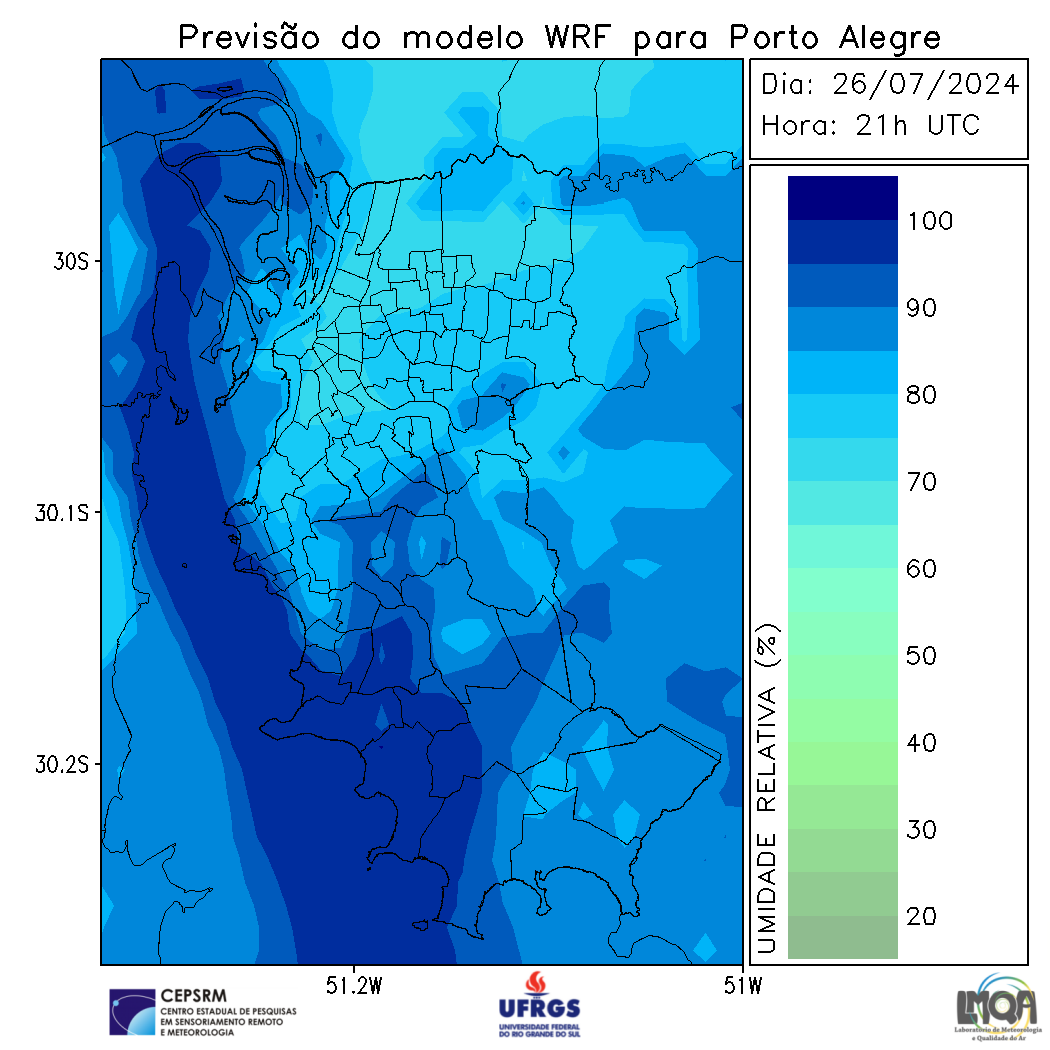 Previsão do modelo WRF para Porto Alegre
Dia: 26/07/2024
Hora: 21h UTC
100
90
80
70
60
50
40
30
20
UMIDADE RELATIVA (%)
30S
30.1S
30.2S
51.2W
51W
CEPSRM
CENTRO ESTADUAL DE PESQUISAS
EM SENSORIAMENTO REMOTO
E METEOROLOGIA
UFRGS
UNIVERSIDADE FEDERAL
DO RIO GRANDE DO SUL
LMQA
Laboratório de Meteorologia
e Qualidade do Ar